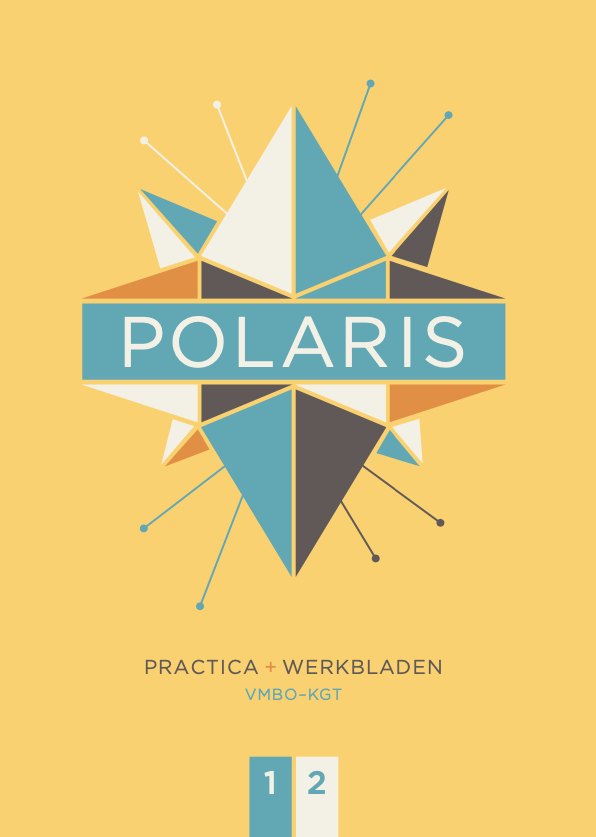 POLARIS
PRACTICA + WERKBLADEN
VMBO–KGT
1 2